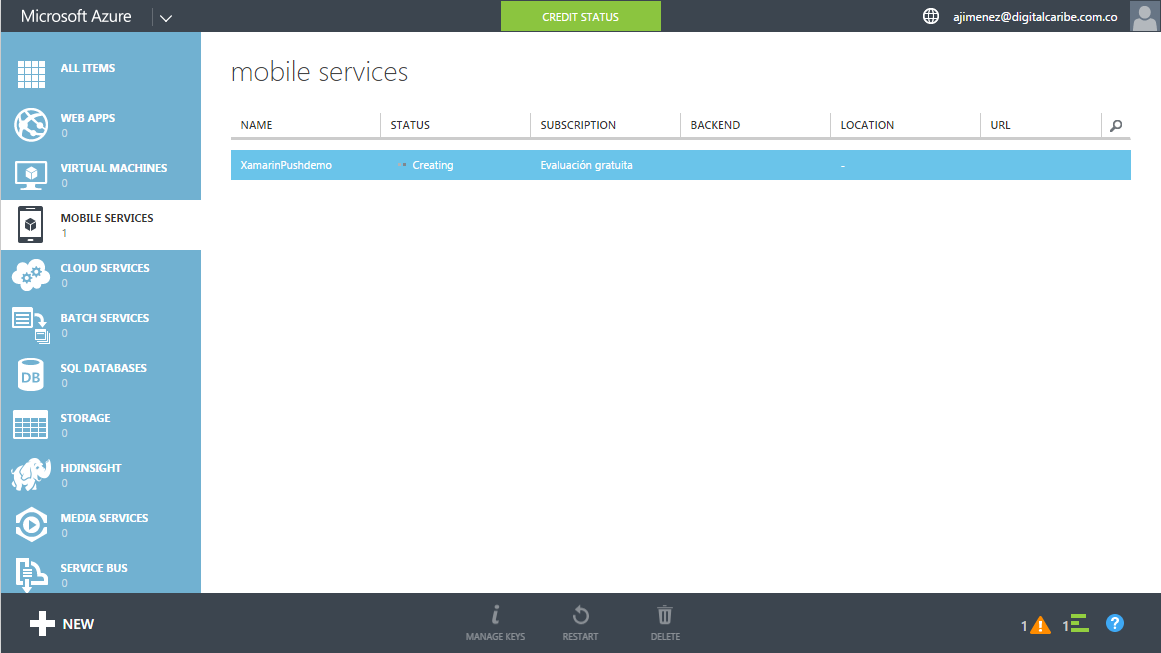 Microsoft Azure
CREDIT STATUS
ajimenez@digitalcaribe.com.co
ALL ITEMS
WEB APPS
0
VIRTUAL MACHINES
0
MOBILE SERVICES
1
CLOUD SERVICES
0
BATCH SERVICES
0
SQL DATABASES
0
DB
STORAGE
0
HDINSIGHT
0
MEDIA SERVICES
0
SERVICE BUS
0
mobile services
NAME STATUS SUBSCRIPTION BACKEND LOCATION URL
XamarinPushdemo Creating Evaluación gratuita -
NEW
MANAGE KEYS
RESTART
DELETE
1 1 ?